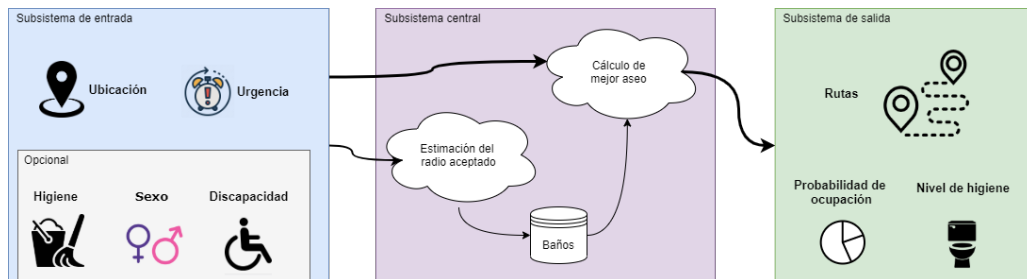 Subsistema de entrada
Ubicación
Urgencia
Opcional
Higiene
Sexo
Discapacidad
Subsistema central
Cálculo de
mejor aseo
Estimación del
radio aceptado
Baños
Subsistema de salida
Rutas
Probabilidad de
ocupación
Nivel de higiene